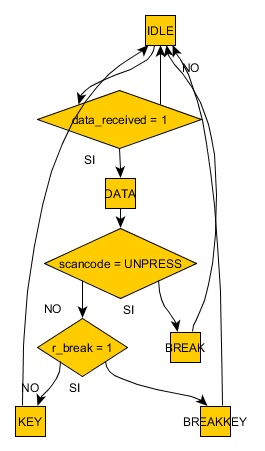 IDLE
NO
data_received = 1
SI
DATA
scancode = UNPRESS
NO
SI
r_break = 1
BREAK
NO
SI
KEY
BREAKKEY